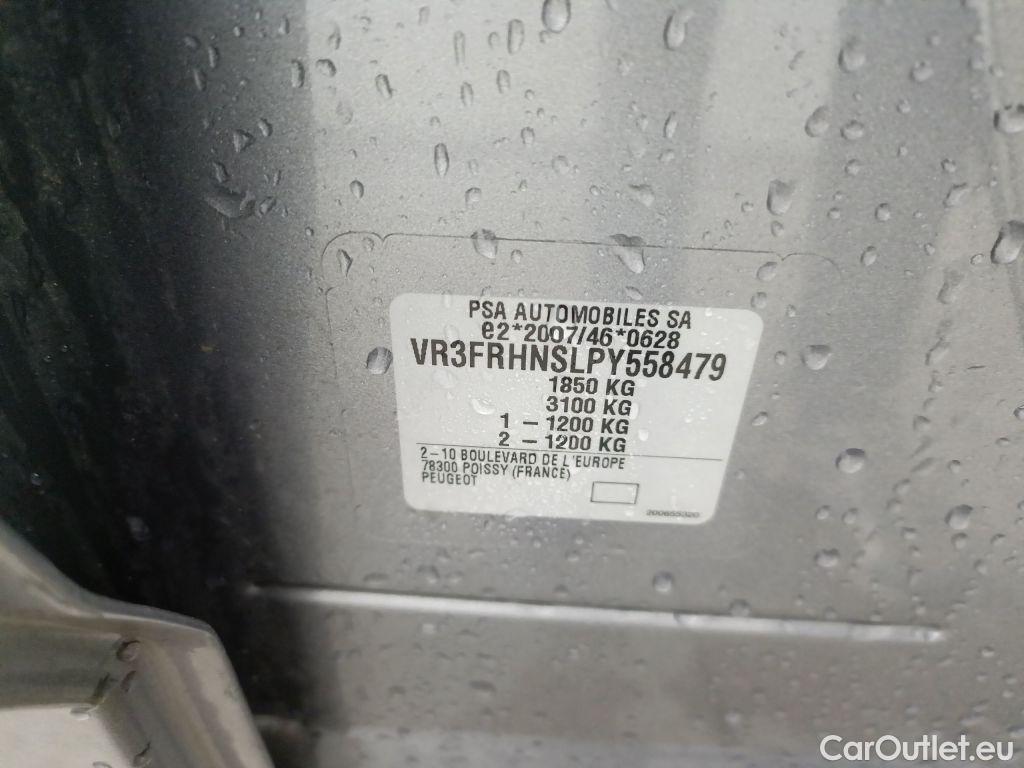 PSA AUTOMOBILES SA
e2*2007/46*0628
VR3FRHNSLPY558479
1850 KG
3100 KG
1 – 1200 KG
2 – 1200 KG
2–10 BOULEVARD DE L'EUROPE
78300 POISSY (FRANCE)
PEUGEOT
200655320
CarOutlet.eu